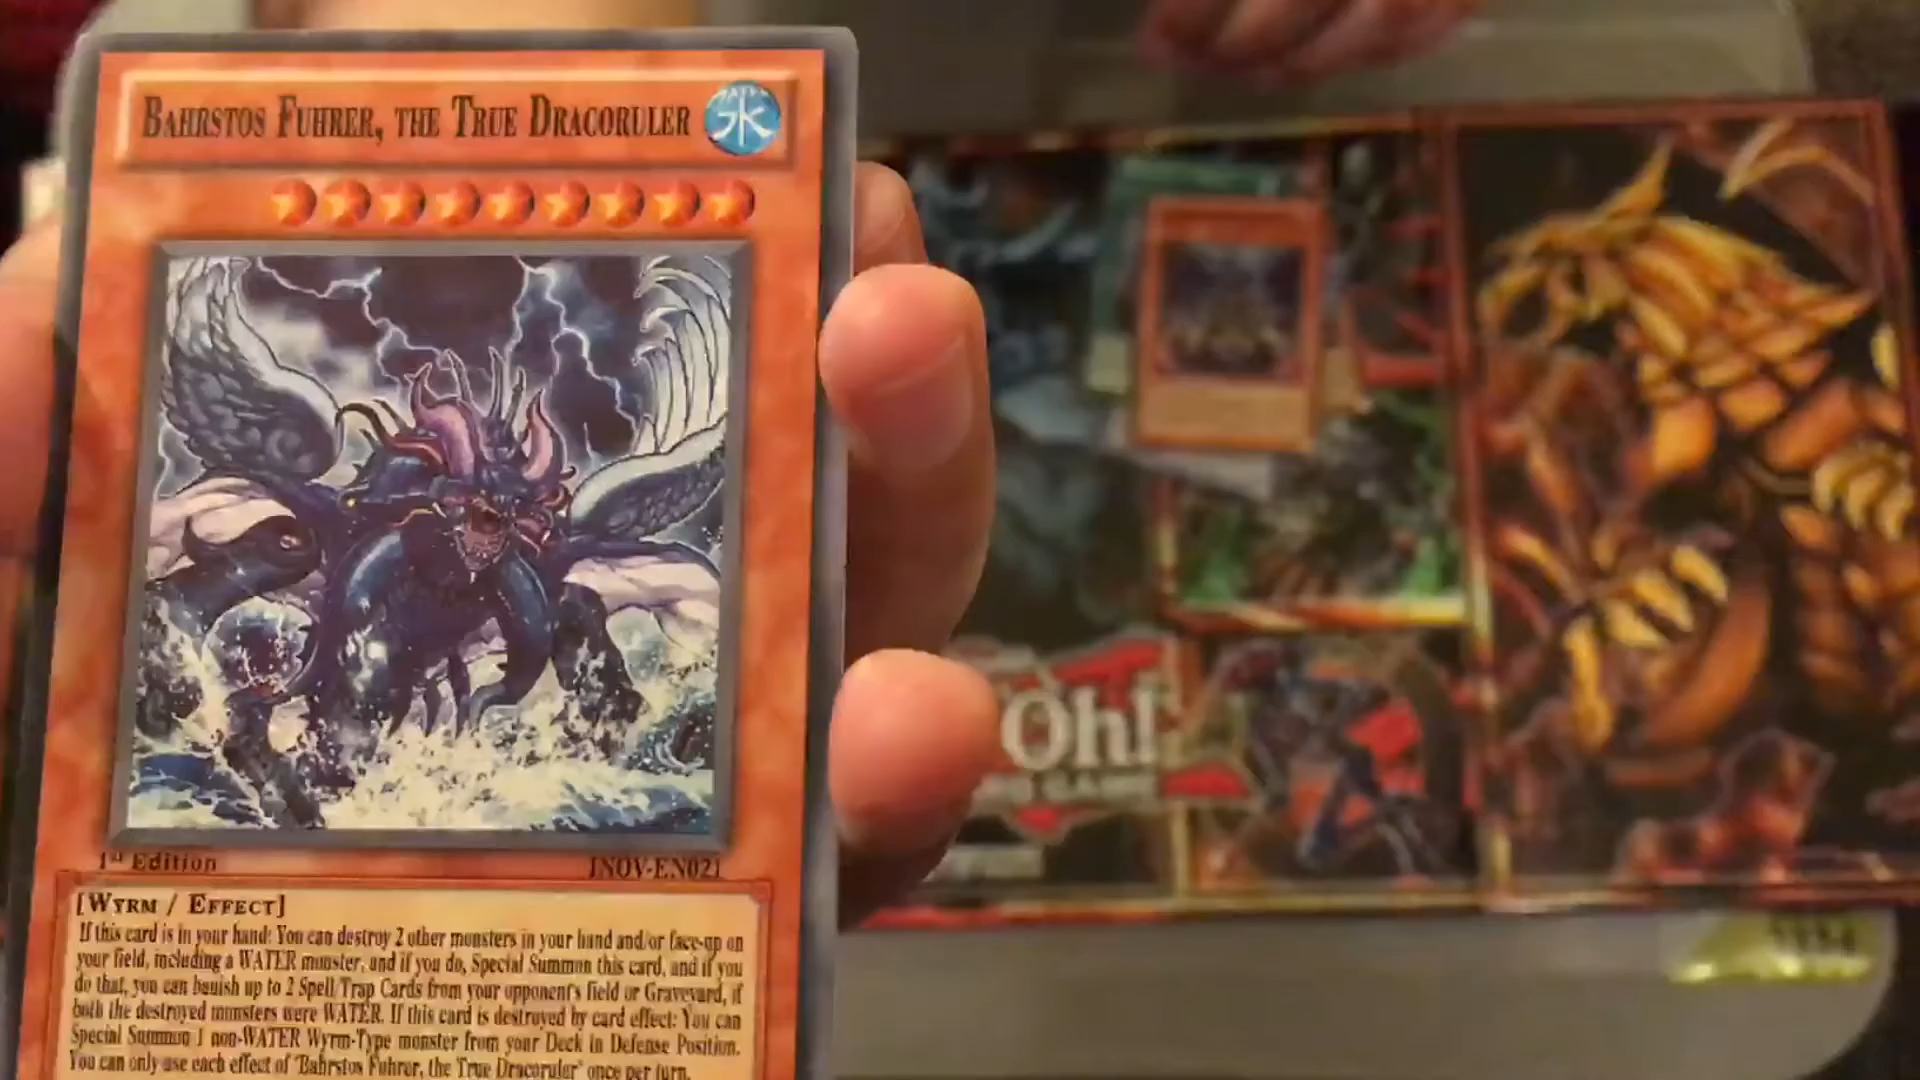 BAHRSTOS FUHRER, THE TRUE DRACORULER
WATER
水
1st Edition
INOV-EN021
[WYRM / EFFECT]
If this card is in your hand: You can destroy 2 other monsters in your hand and/or face-up on
your field, including a WATER monster, and if you do, Special Summon this card, and if you
do that, you can banish up to 2 Spell/Trap Cards from your opponent's field or Graveyard, if
both the destroyed monsters were WATER. If this card is destroyed by card effect: You can
Special Summon 1 non-WATER Wyrm-Type monster from your Deck in Defense Position.
You can only use each effect of "Bahrstos Fuhrer, the True Dracoruler" once per turn.
Oh!